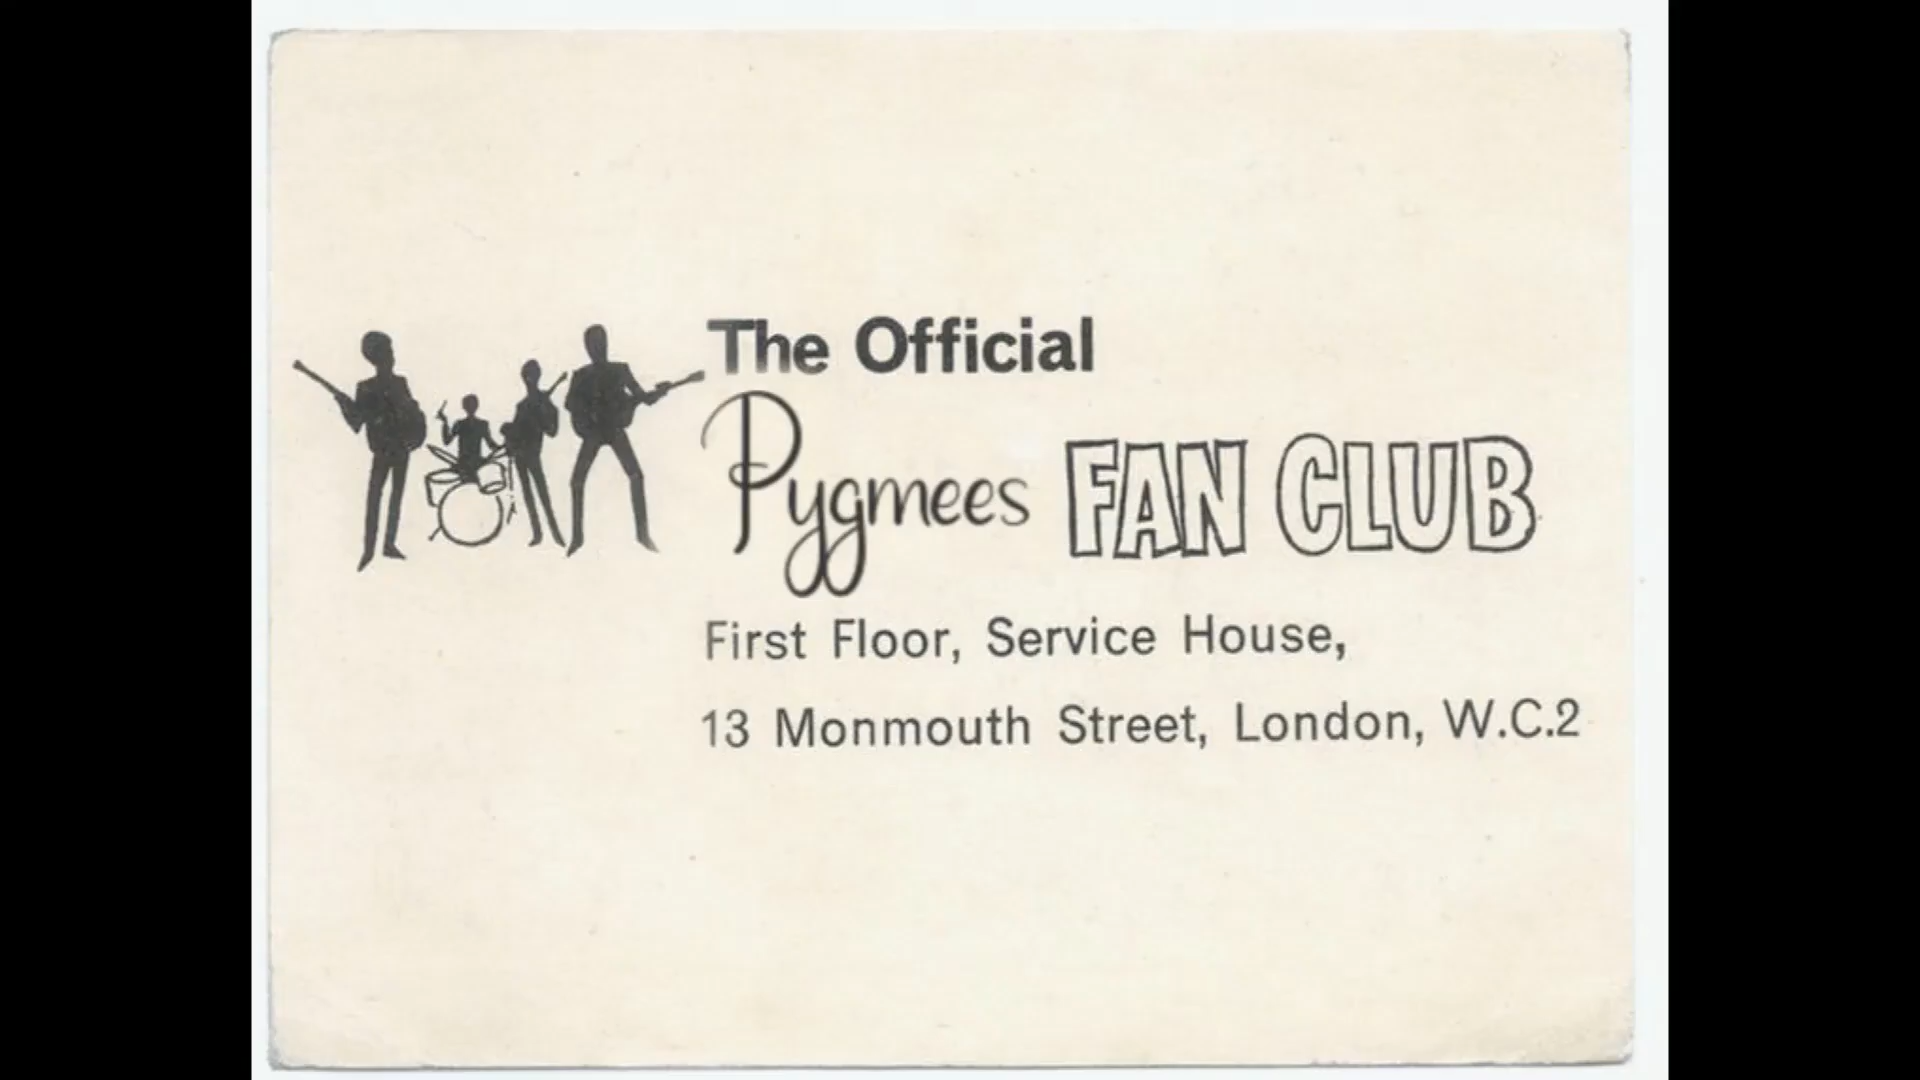 The Official
Pygmees FAN CLUB
First Floor, Service House,
13 Monmouth Street, London, W.C.2